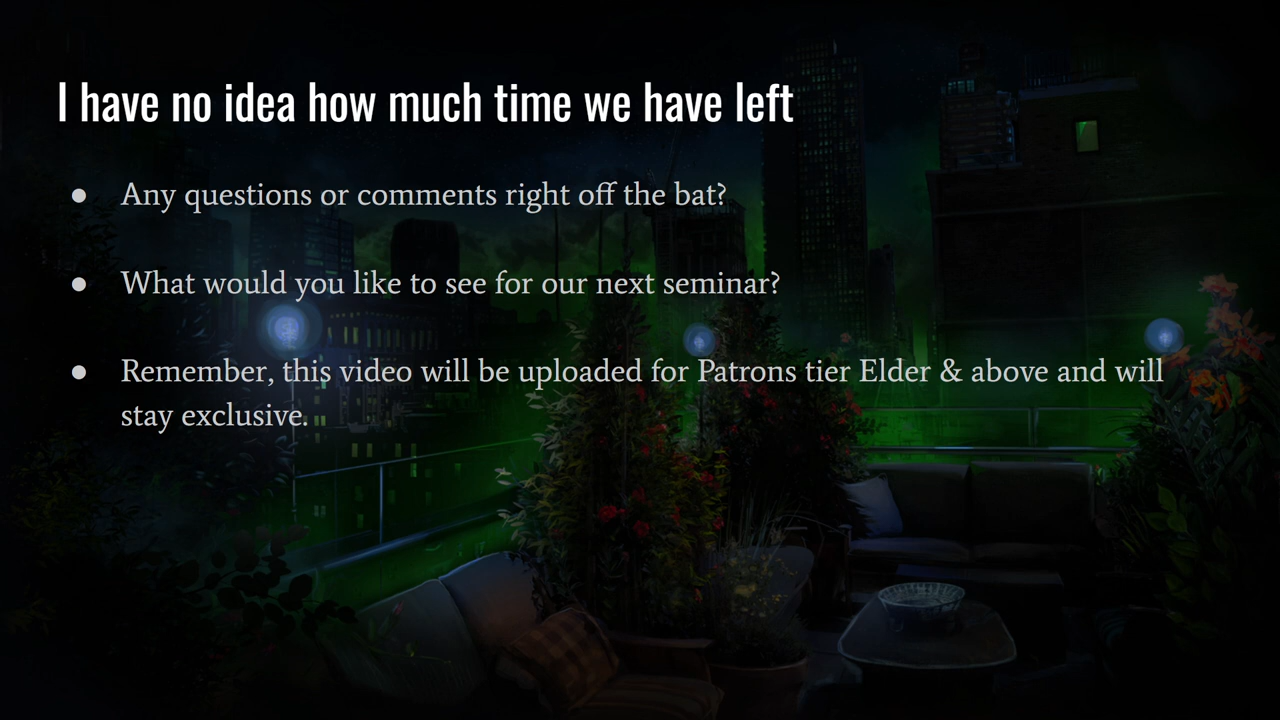 I have no idea how much time we have left
● Any questions or comments right off the bat?
● What would you like to see for our next seminar?
● Remember, this video will be uploaded for Patrons tier Elder & above and will
stay exclusive.